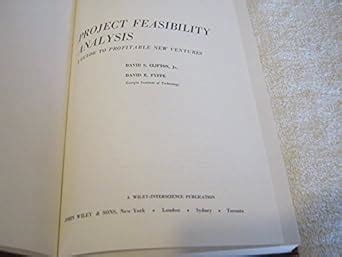 PROJECT FEASIBILITY
ANALYSIS
A GUIDE TO PROFITABLE NEW VENTURES
DAVID S. CLIFTON, Jr.
DAVID E. FYFFE
Georgia Institute of Technology
A WILEY-INTERSCIENCE PUBLICATION
JOHN WILEY & SONS, New York • London • Sydney • Toronto